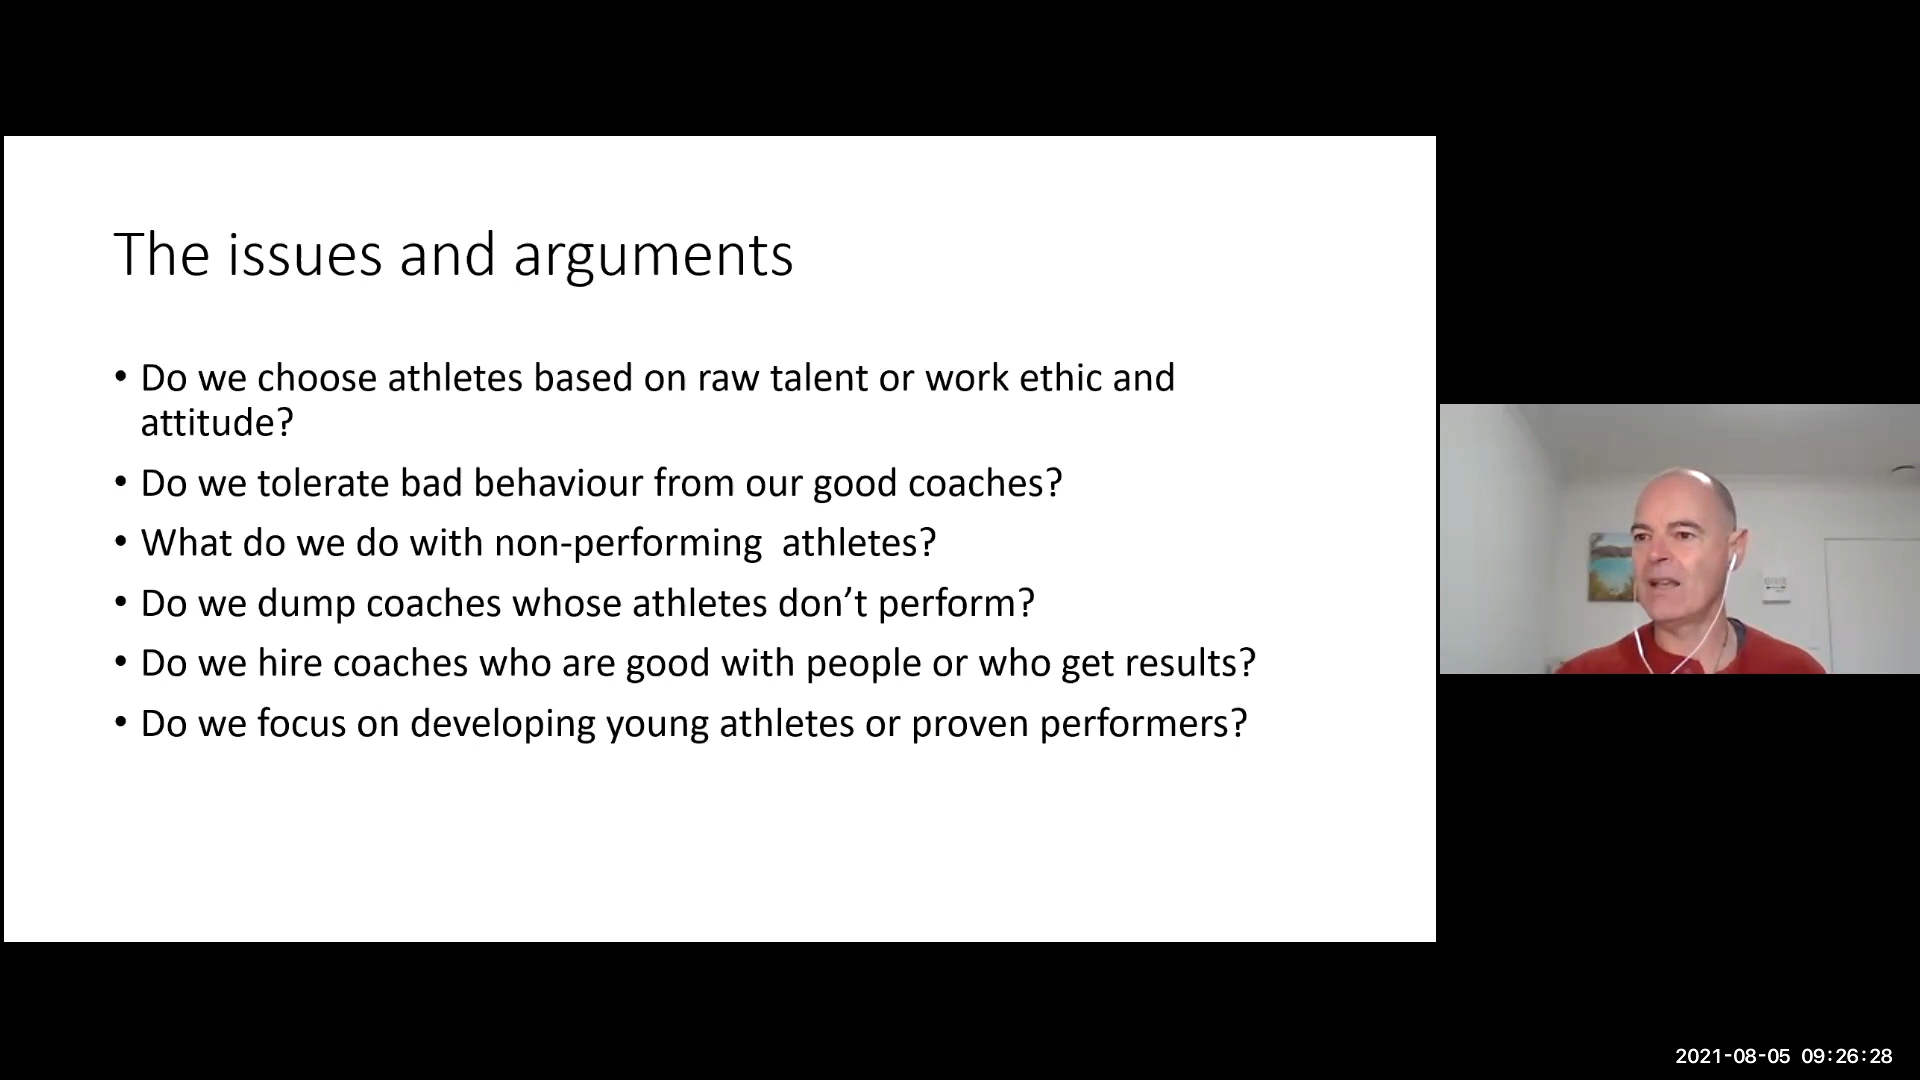 The issues and arguments
• Do we choose athletes based on raw talent or work ethic and
attitude?
• Do we tolerate bad behaviour from our good coaches?
• What do we do with non-performing  athletes?
• Do we dump coaches whose athletes don’t perform?
• Do we hire coaches who are good with people or who get results?
• Do we focus on developing young athletes or proven performers?
2021-08-05 09:26:28